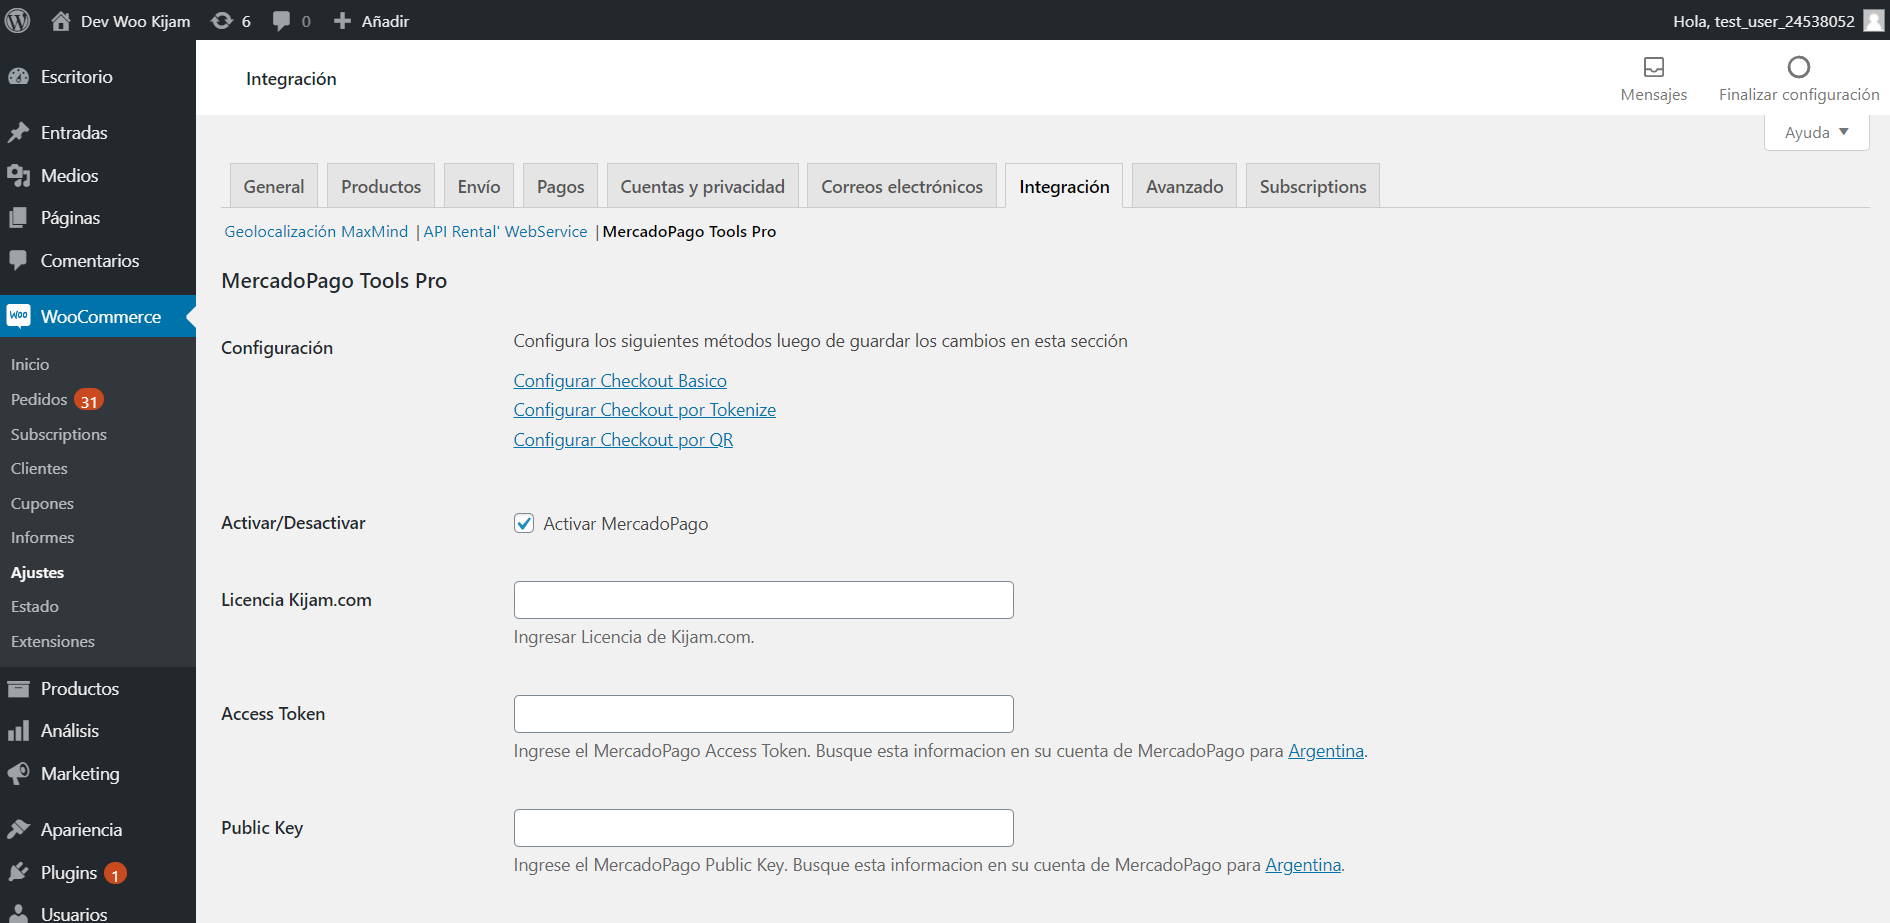 Dev Woo Kijam 6 0 Añadir Hola, test_user_24538052
Escritorio
Entradas
Medios
Páginas
Comentarios
Woo WooCommerce
Inicio
Pedidos 31
Subscriptions
Clientes
Cupones
Informes
Ajustes
Estado
Extensiones
Productos
Análisis
Marketing
Apariencia
Plugins 1
Usuarios
Integración
Mensajes
Finalizar configuración
Ayuda
General Productos Envío Pagos Cuentas y privacidad Correos electrónicos Integración Avanzado Subscriptions
Geolocalización MaxMind | API Rental' WebService | MercadoPago Tools Pro
MercadoPago Tools Pro
Configuración
Configura los siguientes métodos luego de guardar los cambios en esta sección
Configurar Checkout Basico
Configurar Checkout por Tokenize
Configurar Checkout por QR
Activar/Desactivar
Activar MercadoPago
Licencia Kijam.com
Ingresar Licencia de Kijam.com.
Access Token
Ingrese el MercadoPago Access Token. Busque esta informacion en su cuenta de MercadoPago para Argentina.
Public Key
Ingrese el MercadoPago Public Key. Busque esta informacion en su cuenta de MercadoPago para Argentina.